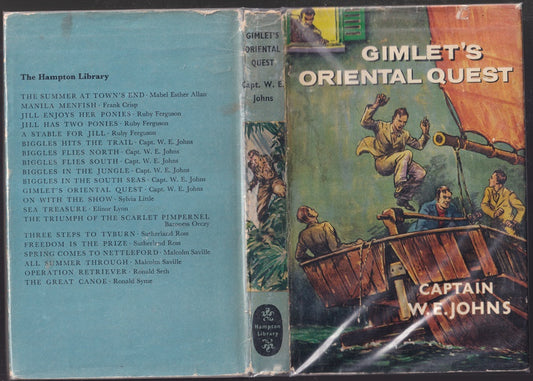 The Hampton Library
THE SUMMER AT TOWN'S END · Mabel Esther Allan
MANILA MENFISH · Frank Crisp
JILL ENJOYS HER PONIES · Ruby Ferguson
JILL HAS TWO PONIES · Ruby Ferguson
A STABLE FOR JILL · Ruby Ferguson
BIGGLES HITS THE TRAIL · Capt. W. E. Johns
BIGGLES FLIES NORTH · Capt. W. E. Johns
BIGGLES FLIES SOUTH · Capt. W. E. Johns
BIGGLES IN THE JUNGLE · Capt. W. E. Johns
BIGGLES IN THE SOUTH SEAS · Capt. W. E. Johns
GIMLET'S ORIENTAL QUEST · Capt. W. E. Johns
ON WITH THE SHOW · Sylvia Little
SEA TREASURE · Elinor Lyon
THE TRIUMPH OF THE SCARLET PIMPERNEL
Baroness Orczy
THREE STEPS TO TYBURN · Sutherland Ross
FREEDOM IS THE PRIZE · Sutherland Ross
SPRING COMES TO NETTLEFORD · Malcolm Saville
ALL SUMMER THROUGH · Malcolm Saville
OPERATION RETRIEVER · Ronald Seth
THE GREAT CANOE · Ronald Syme
GIMLET'S
ORIENTAL
QUEST
Capt. W. E.
Johns
Hampton
Library
GIMLET'S
ORIENTAL QUEST
CAPTAIN
W.E. JOHNS